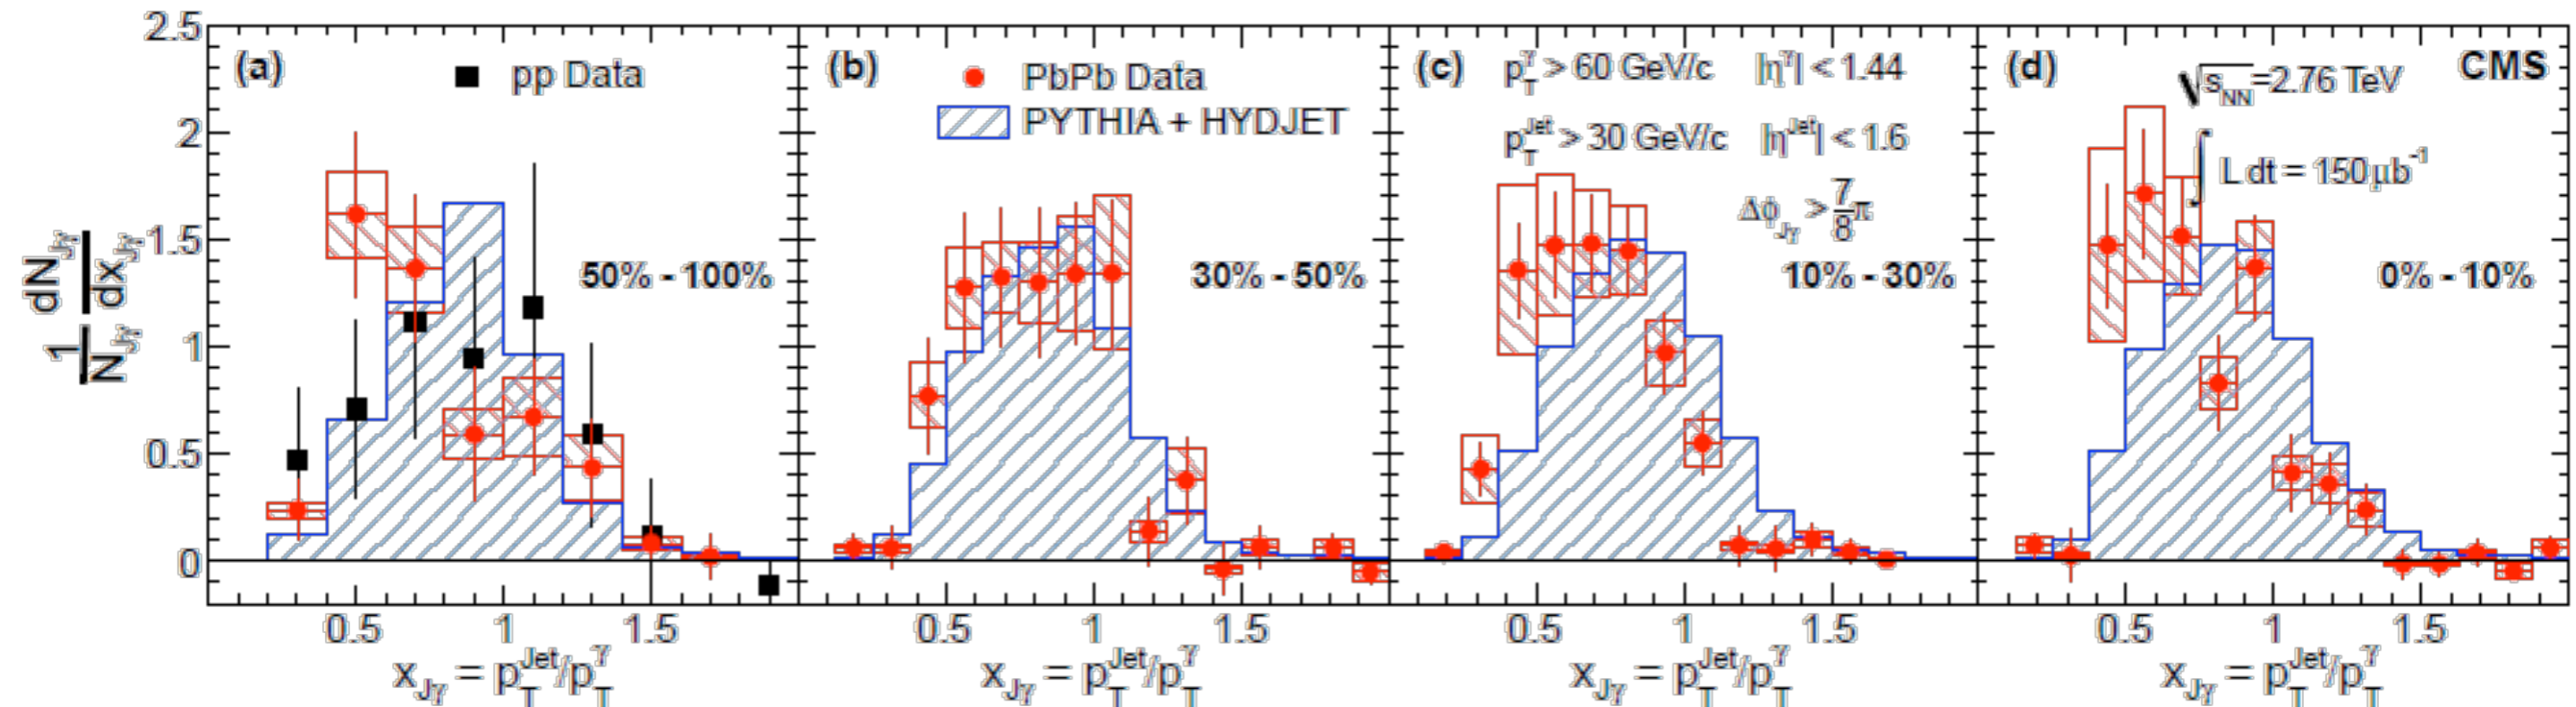 2.5
2
1.5
1
0.5
0
1/N_Jγ dN_Jγ/dx_Jγ
(a)
pp Data
50% - 100%
0.5 1 1.5
x_Jγ = p_T^Jet/p_T^γ
(b)
PbPb Data
PYTHIA + HYDJET
30% - 50%
0.5 1 1.5
x_Jγ = p_T^Jet/p_T^γ
(c)
p_T^γ > 60 GeV/c |η^γ| < 1.44
p_T^Jet > 30 GeV/c |η^Jet| < 1.6
Δϕ_Jγ > 7/8 π
10% - 30%
0.5 1 1.5
x_Jγ = p_T^Jet/p_T^γ
(d)
CMS
√s_NN=2.76 TeV
∫ L dt = 150 μb^-1
0% - 10%
0.5 1 1.5
x_Jγ = p_T^Jet/p_T^γ